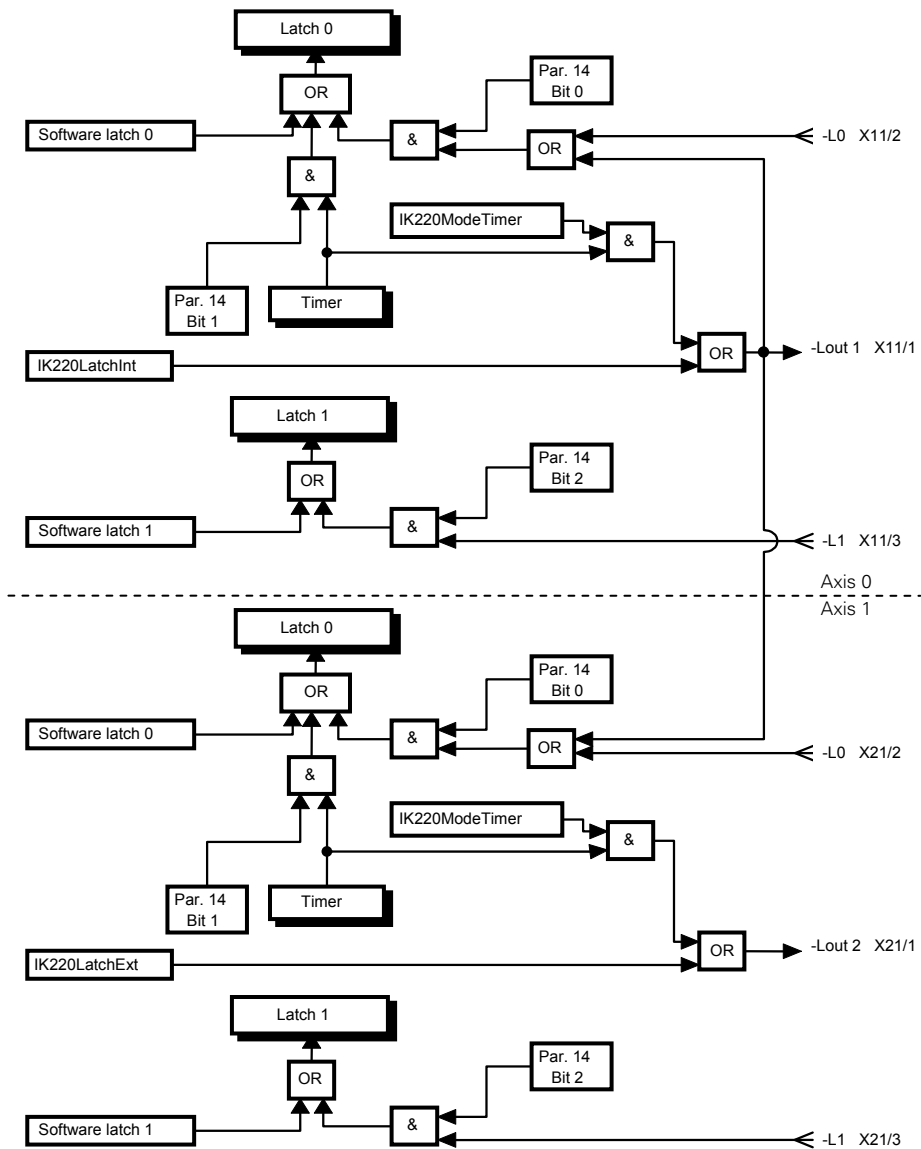 Latch 0
Par. 14
Bit 0
OR
Software latch 0
&
-L0 X11/2
OR
&
IK220ModeTimer
&
Par. 14
Bit 1
Timer
IK220LatchInt
OR
-Lout 1 X11/1
Latch 1
Par. 14
Bit 2
OR
Software latch 1
&
-L1 X11/3
Axis 0
Axis 1
Latch 0
Par. 14
Bit 0
OR
Software latch 0
&
OR
-L0 X21/2
&
IK220ModeTimer
&
Par. 14
Bit 1
Timer
IK220LatchExt
OR
-Lout 2 X21/1
Latch 1
Par. 14
Bit 2
OR
Software latch 1
&
-L1 X21/3